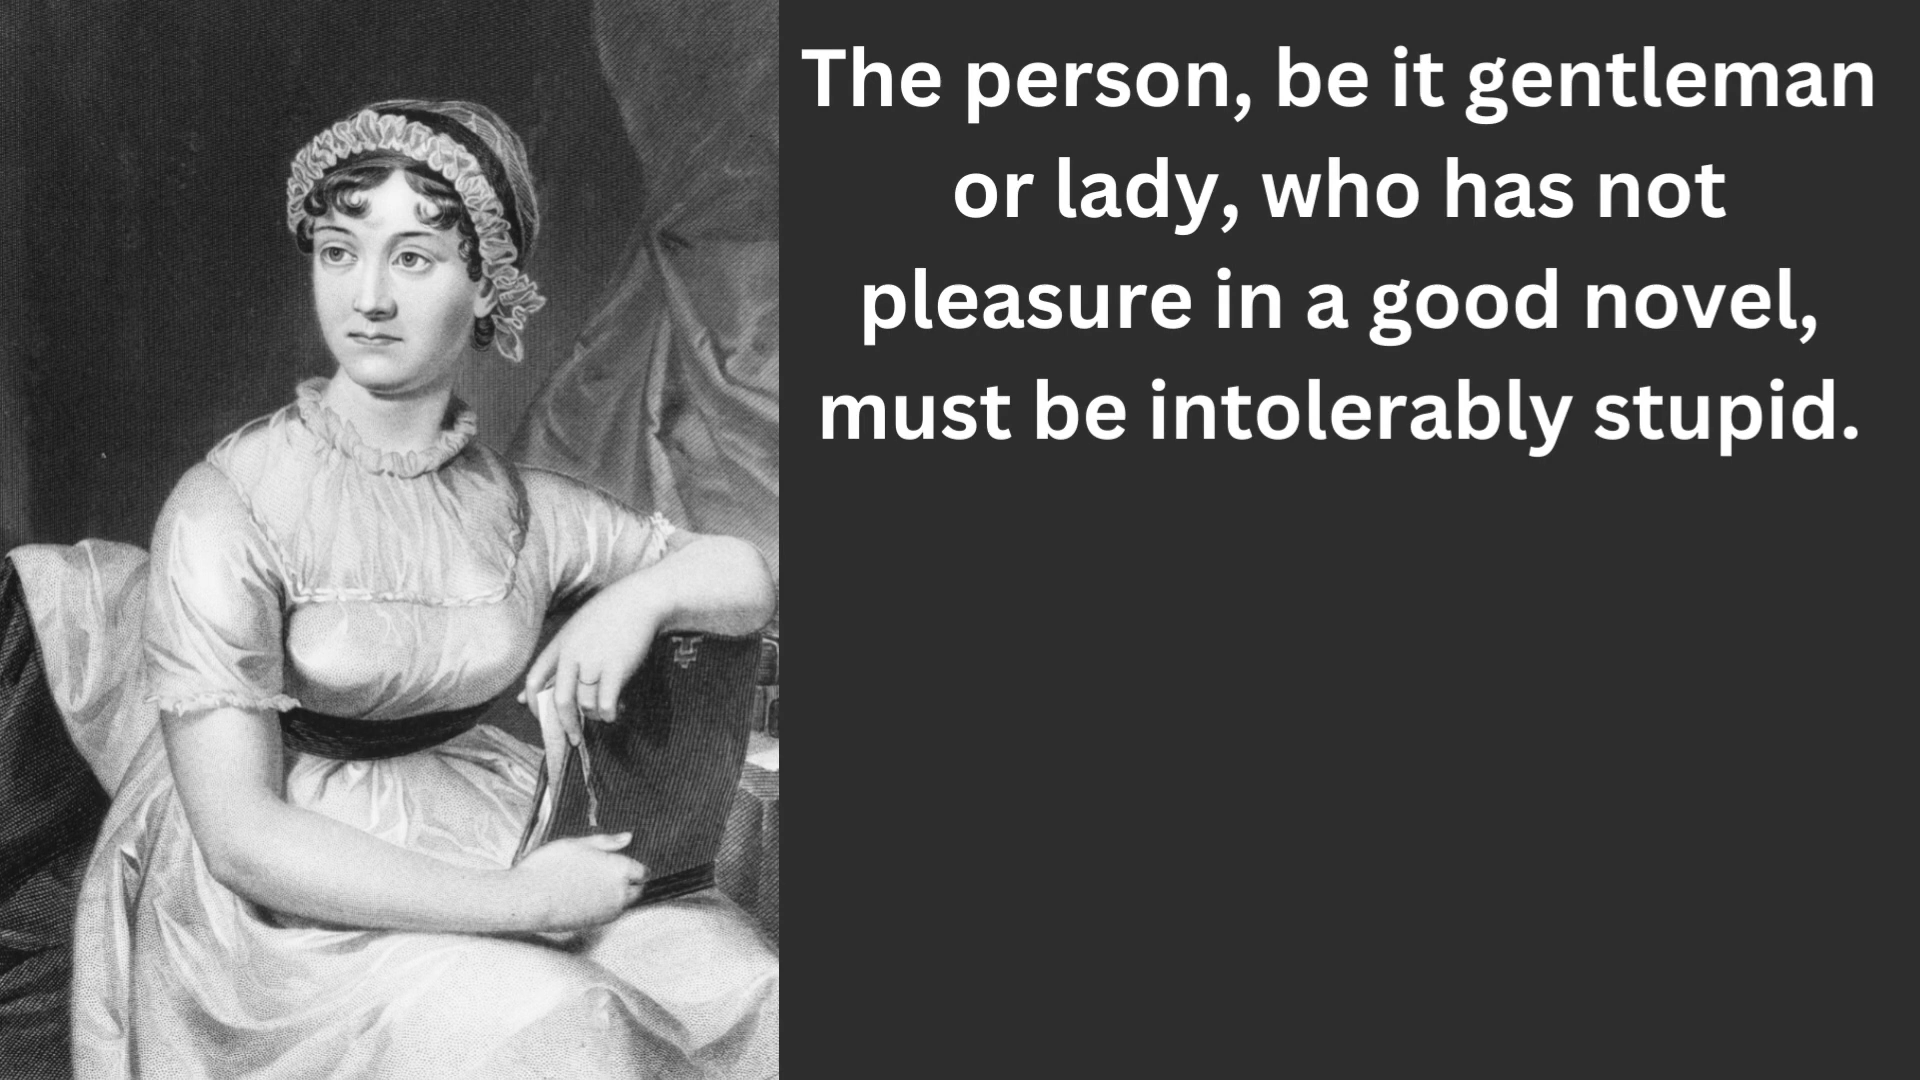 The person, be it gentleman
or lady, who has not
pleasure in a good novel,
must be intolerably stupid.